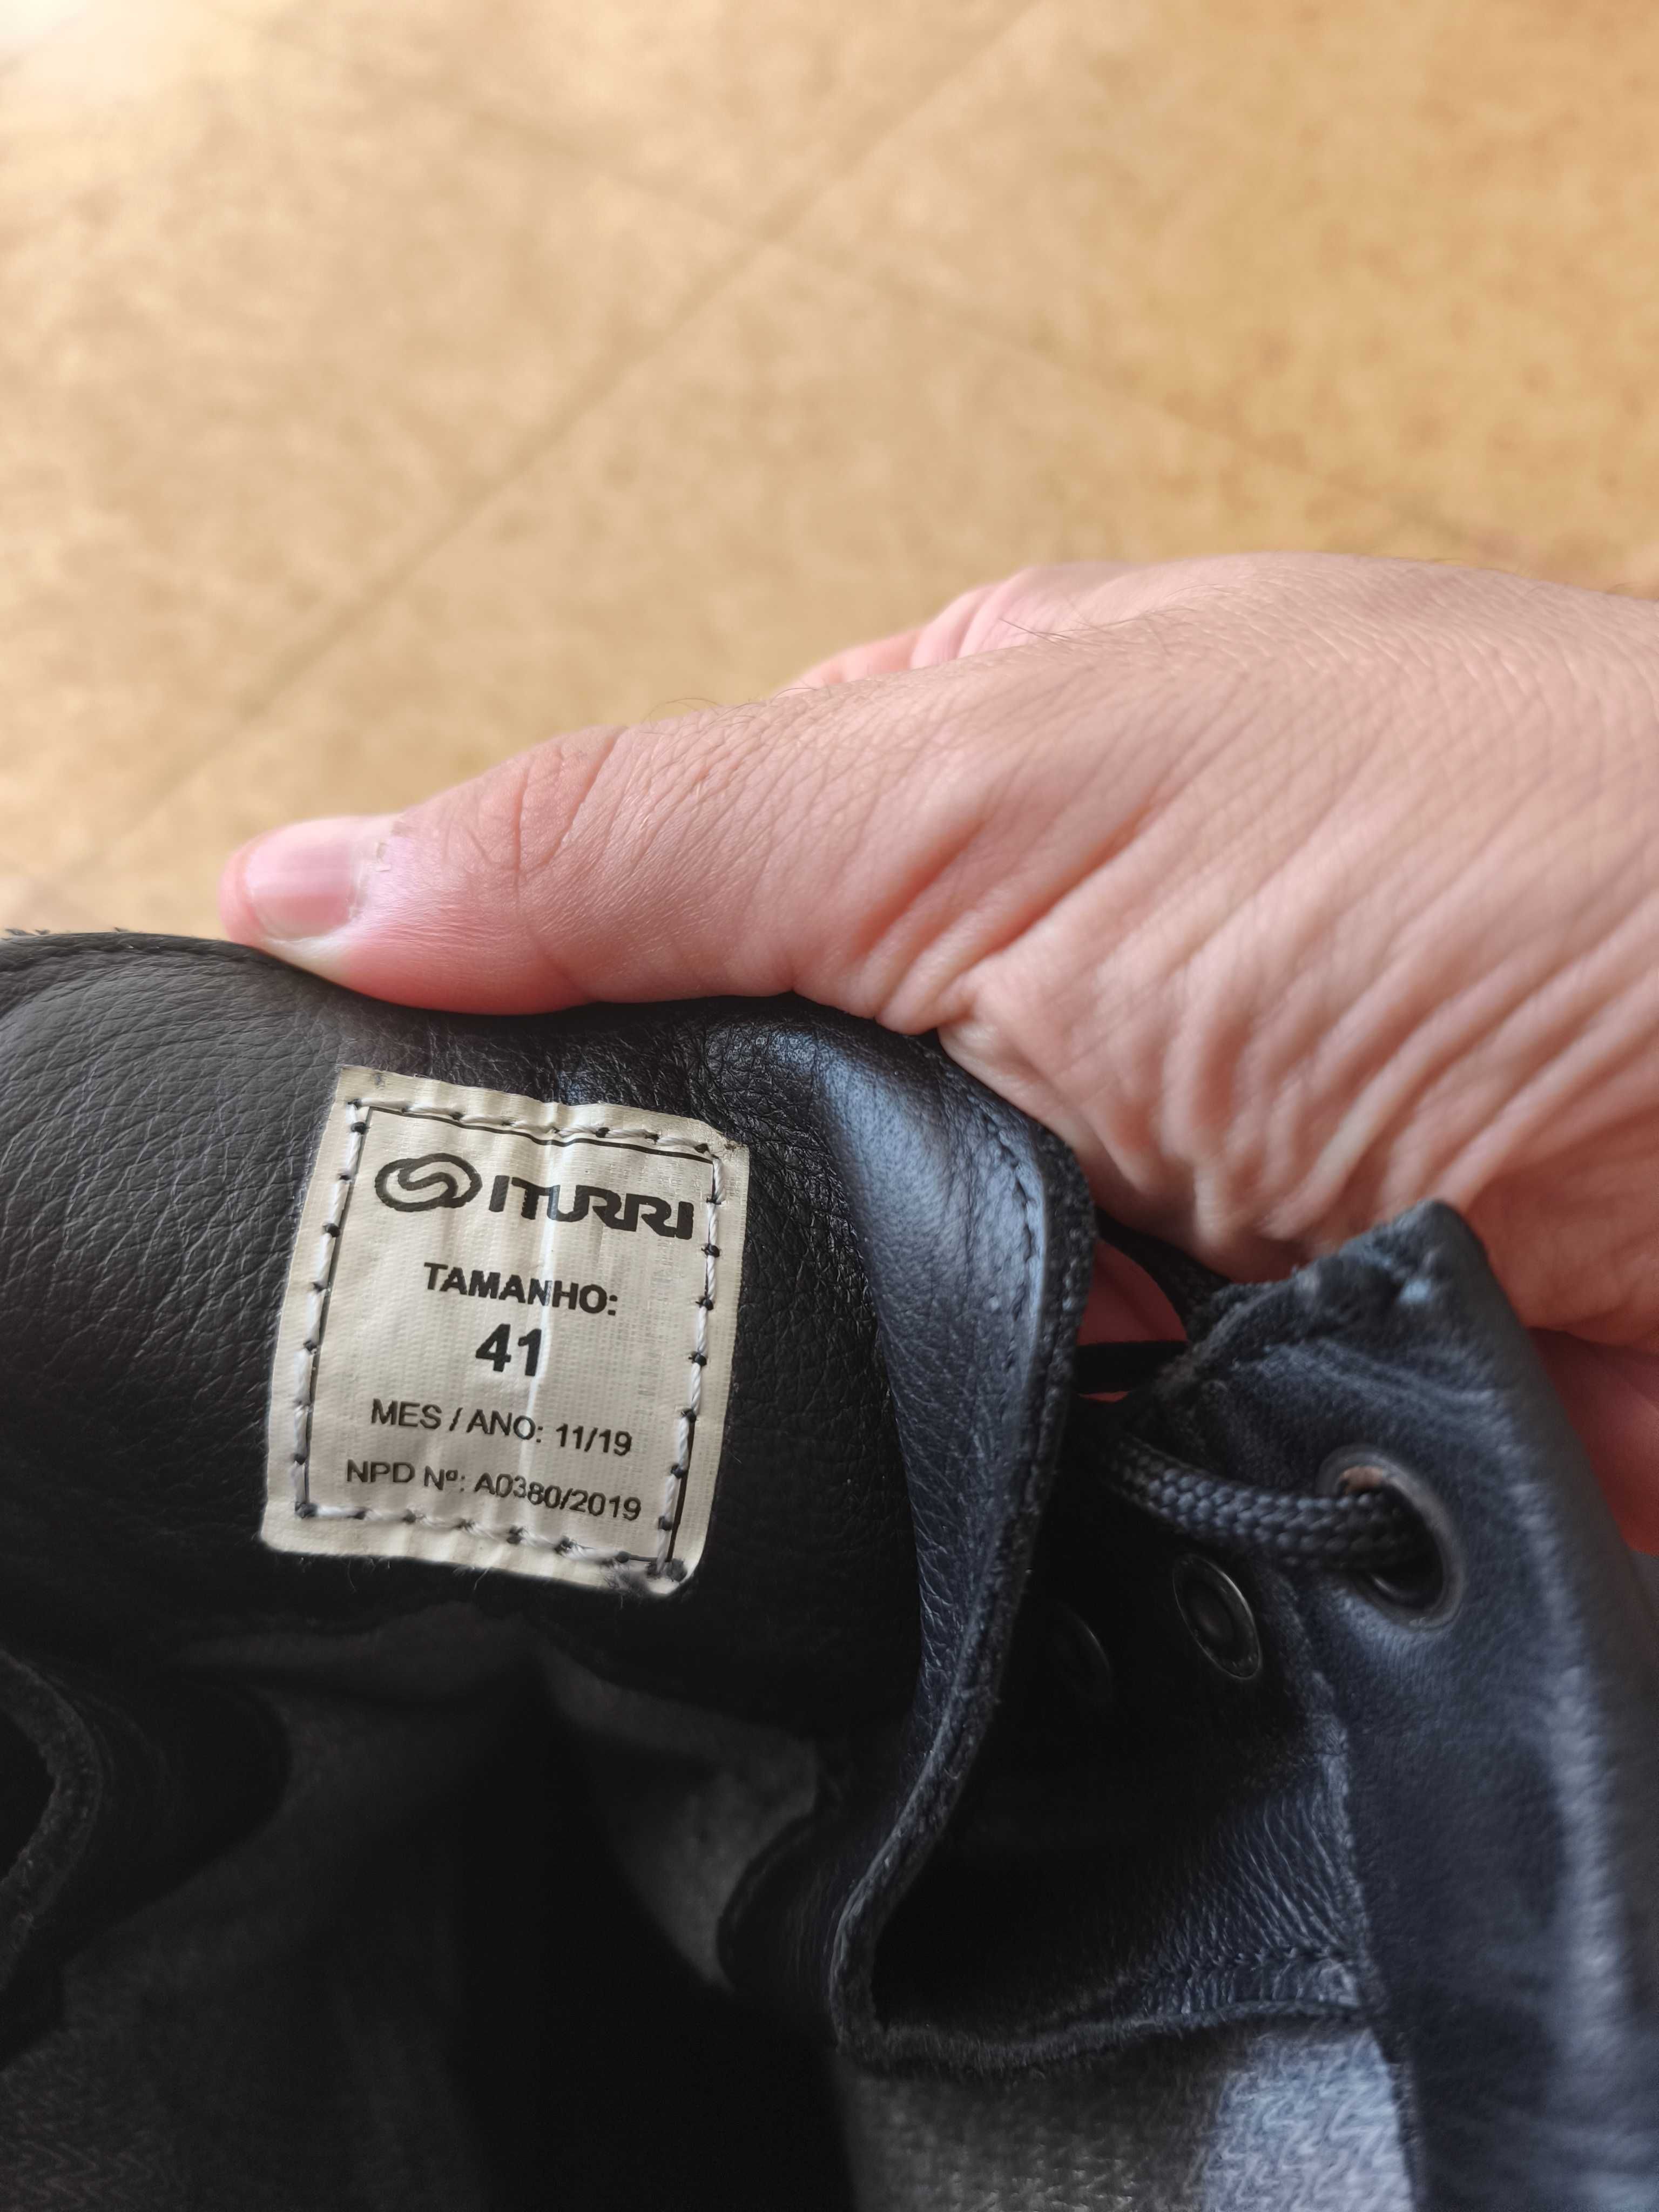 ITURRI
TAMANHO:
41
MES / ANO: 11/19
NPD Nº: A0380/2019